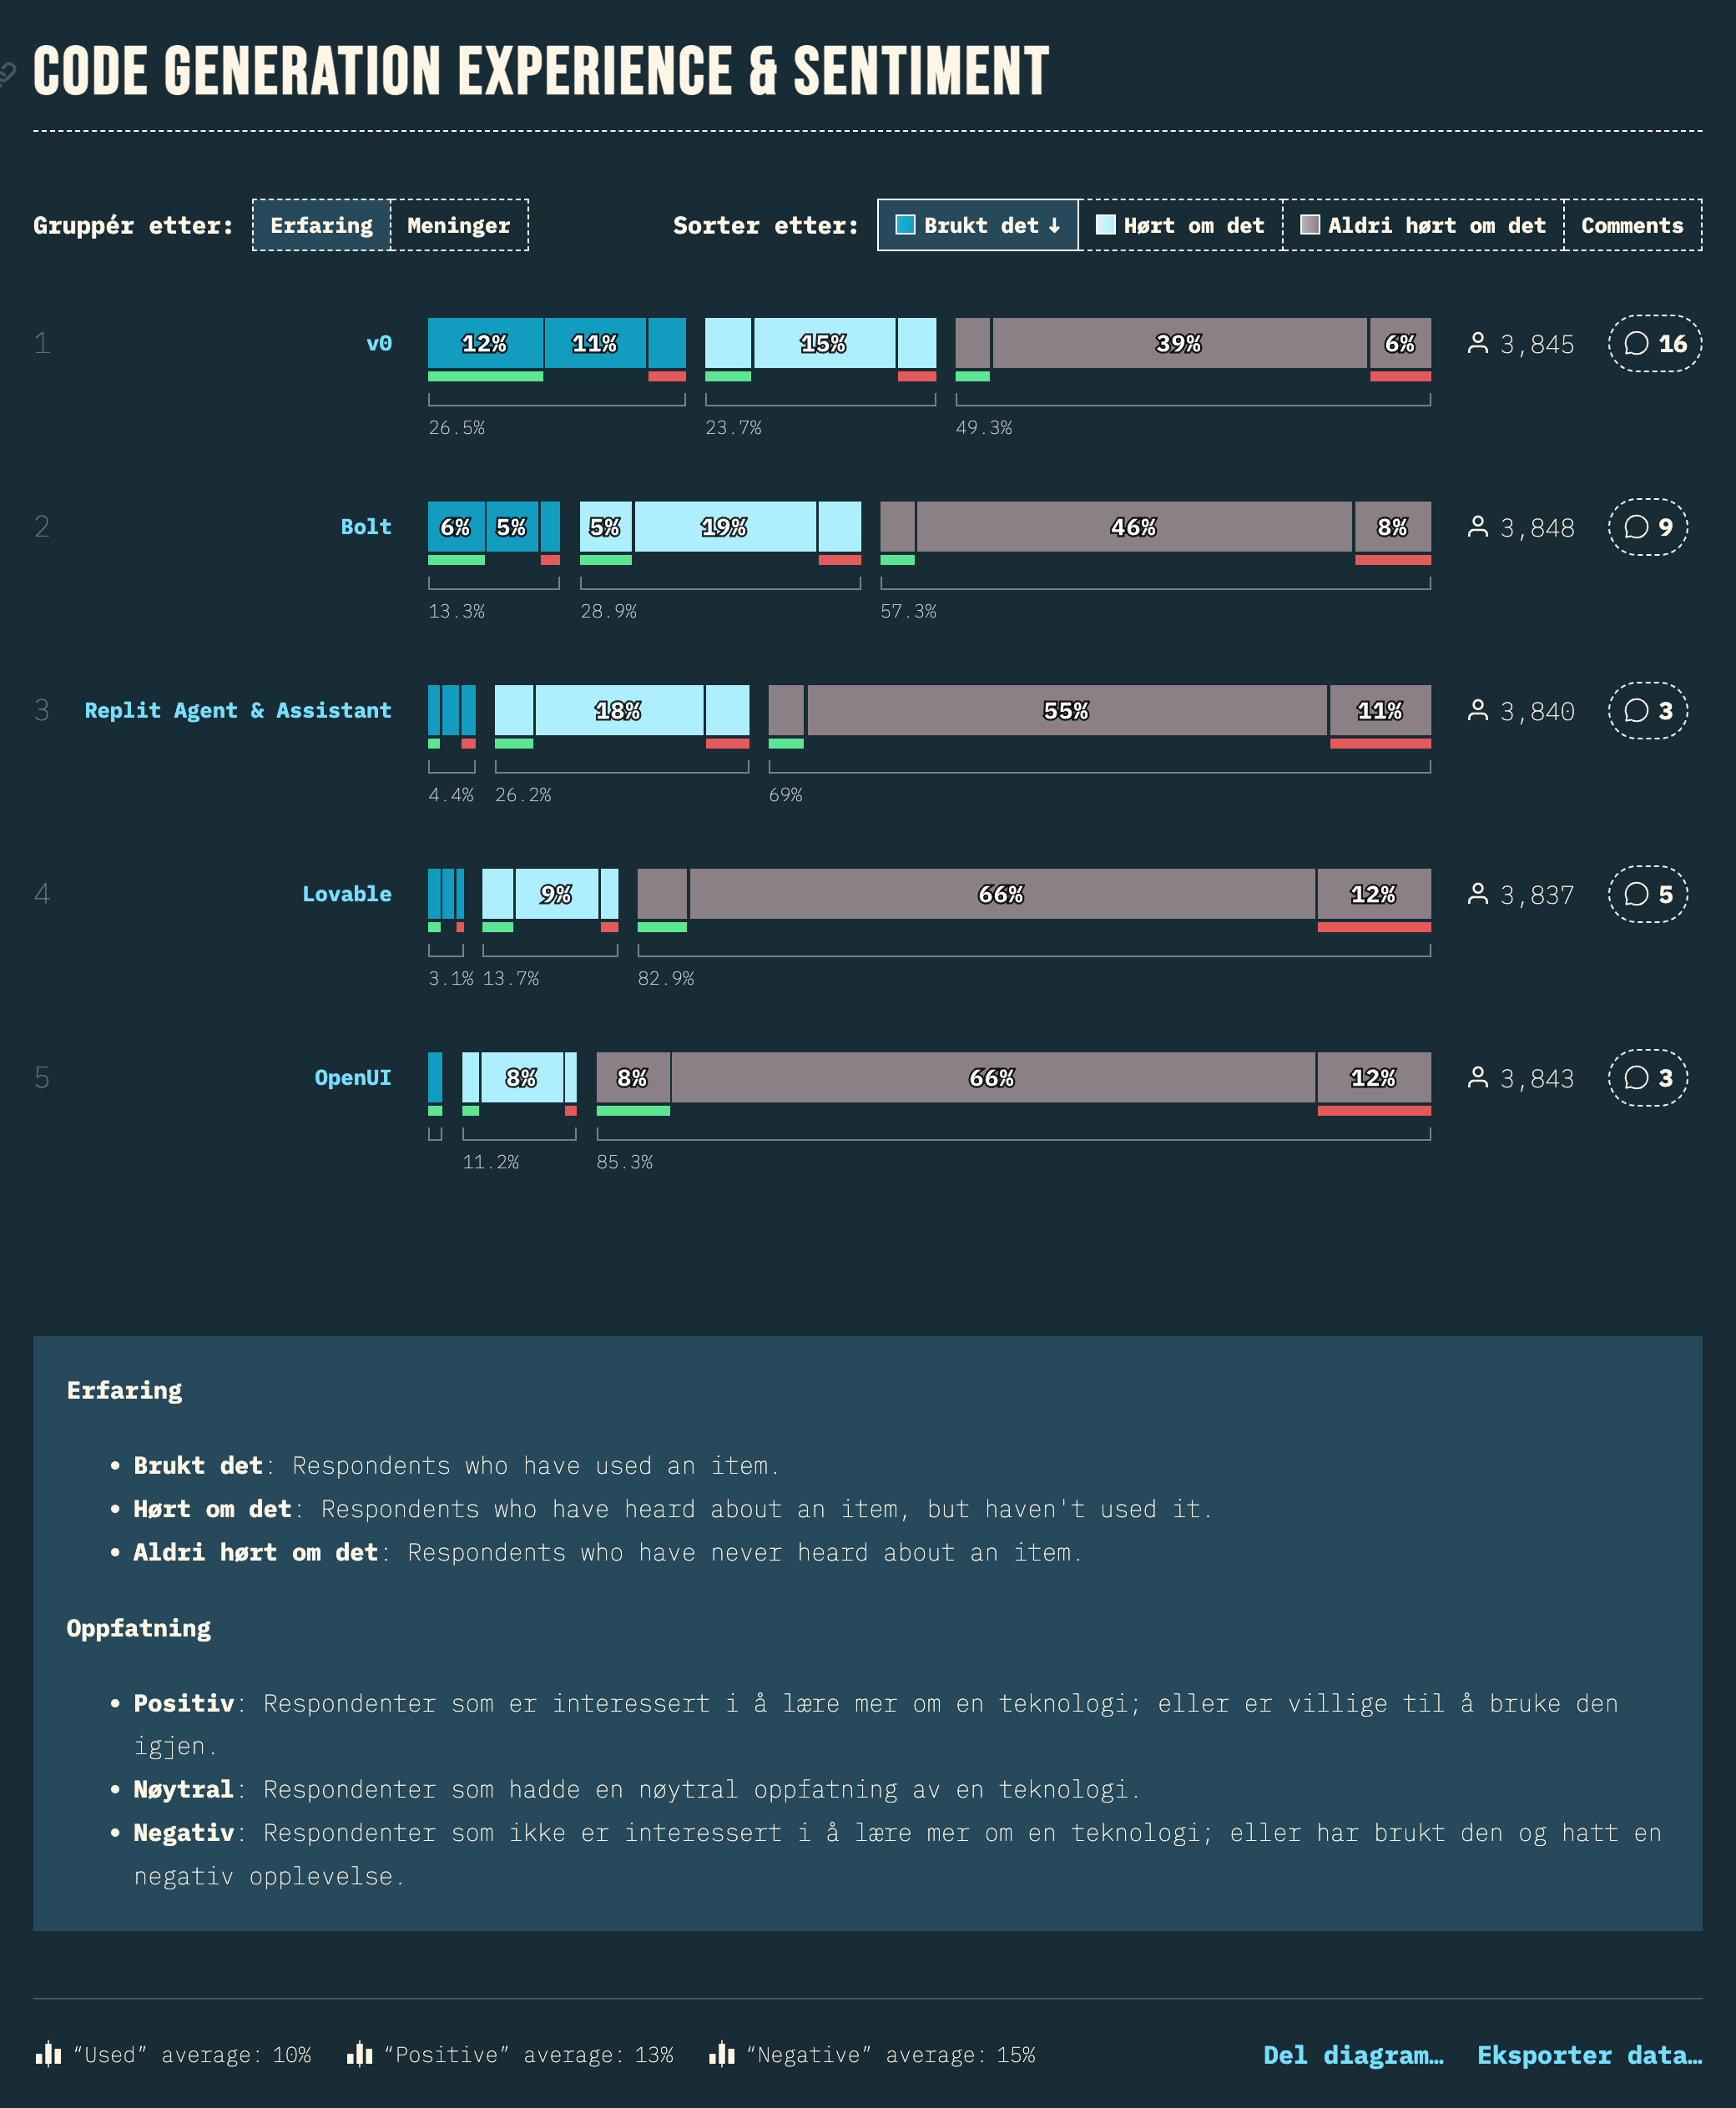 CODE GENERATION EXPERIENCE & SENTIMENT
Gruppér etter: Erfaring Meninger Sorter etter: Brukt det ↓ Hørt om det Aldri hørt om det Comments
1 v0 12% 11% 15% 39% 6% 3,845 16
26.5% 23.7% 49.3%
2 Bolt 6% 5% 5% 19% 46% 8% 3,848 9
13.3% 28.9% 57.3%
3 Replit Agent & Assistant 18% 55% 11% 3,840 3
4.4% 26.2% 69%
4 Lovable 9% 66% 12% 3,837 5
3.1% 13.7% 82.9%
5 OpenUI 8% 8% 66% 12% 3,843 3
11.2% 85.3%
Erfaring
• Brukt det: Respondents who have used an item.
• Hørt om det: Respondents who have heard about an item, but haven't used it.
• Aldri hørt om det: Respondents who have never heard about an item.
Oppfatning
• Positiv: Respondenter som er interessert i å lære mer om en teknologi; eller er villige til å bruke den
igjen.
• Nøytral: Respondenter som hadde en nøytral oppfatning av en teknologi.
• Negativ: Respondenter som ikke er interessert i å lære mer om en teknologi; eller har brukt den og hatt en
negativ opplevelse.
“Used” average: 10% “Positive” average: 13% “Negative” average: 15% Del diagram… Eksporter data…